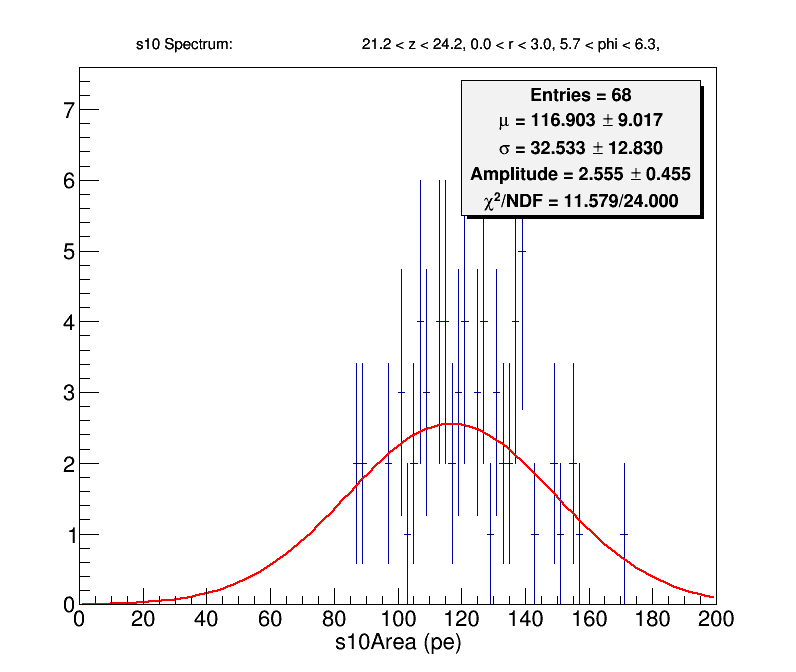 s10 Spectrum: 21.2 < z < 24.2, 0.0 < r < 3.0, 5.7 < phi < 6.3,
Entries = 68
μ = 116.903 ± 9.017
σ = 32.533 ± 12.830
Amplitude = 2.555 ± 0.455
χ²/NDF = 11.579/24.000
7
6
5
4
3
2
1
0
0 20 40 60 80 100 120 140 160 180 200
s10Area (pe)